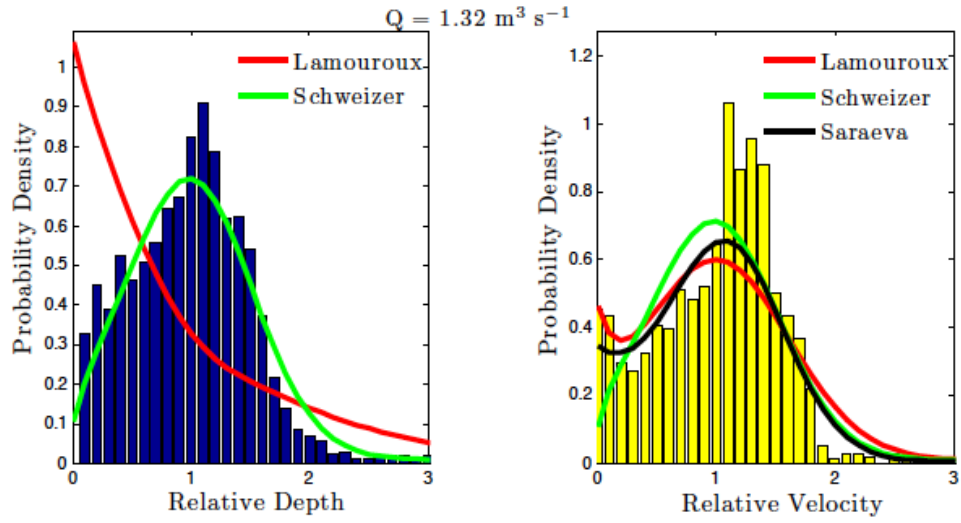 Q = 1.32 m³ s⁻¹
Probability Density
1
0.9
0.8
0.7
0.6
0.5
0.4
0.3
0.2
0.1
0
0 1 2 3
Relative Depth
Lamouroux
Schweizer
Probability Density
1.2
1
0.8
0.6
0.4
0.2
0
0 1 2 3
Relative Velocity
Lamouroux
Schweizer
Saraeva